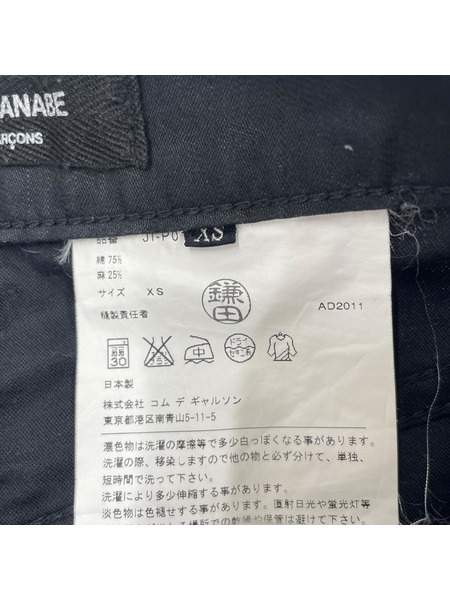 ANABE
ARÇONS
XS
品番 JI-P0
綿 75%
麻 25%
サイズ XS
鎌田
縫製責任者
AD2011
30
ドライ
セキユ系
日本製
株式会社 コム デ ギャルソン
東京都港区南青山5-11-5
濃色物は洗濯の摩擦等で多少白っぽくなる事があります。
洗濯の際、移染しますので他の物と必ず分けて、単独、
短時間で洗って下さい。
洗濯により多少伸縮する事があります。
淡色物は色褪せする事があります。直射日光や蛍光灯等